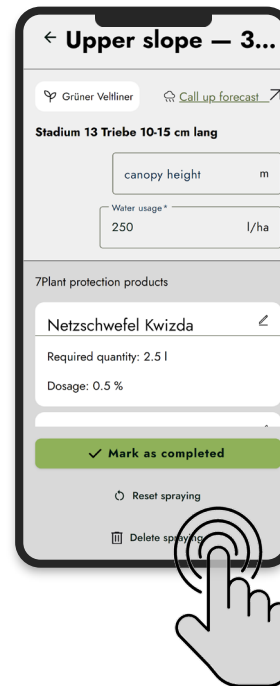 Upper slope — 3...
Grüner Veltliner
Call up forecast
Stadium 13 Triebe 10-15 cm lang
canopy height m
Water usage*
250 l/ha
7Plant protection products
Netzschwefel Kwizda
Required quantity: 2.5 l
Dosage: 0.5 %
Mark as completed
Reset spraying
Delete spraying